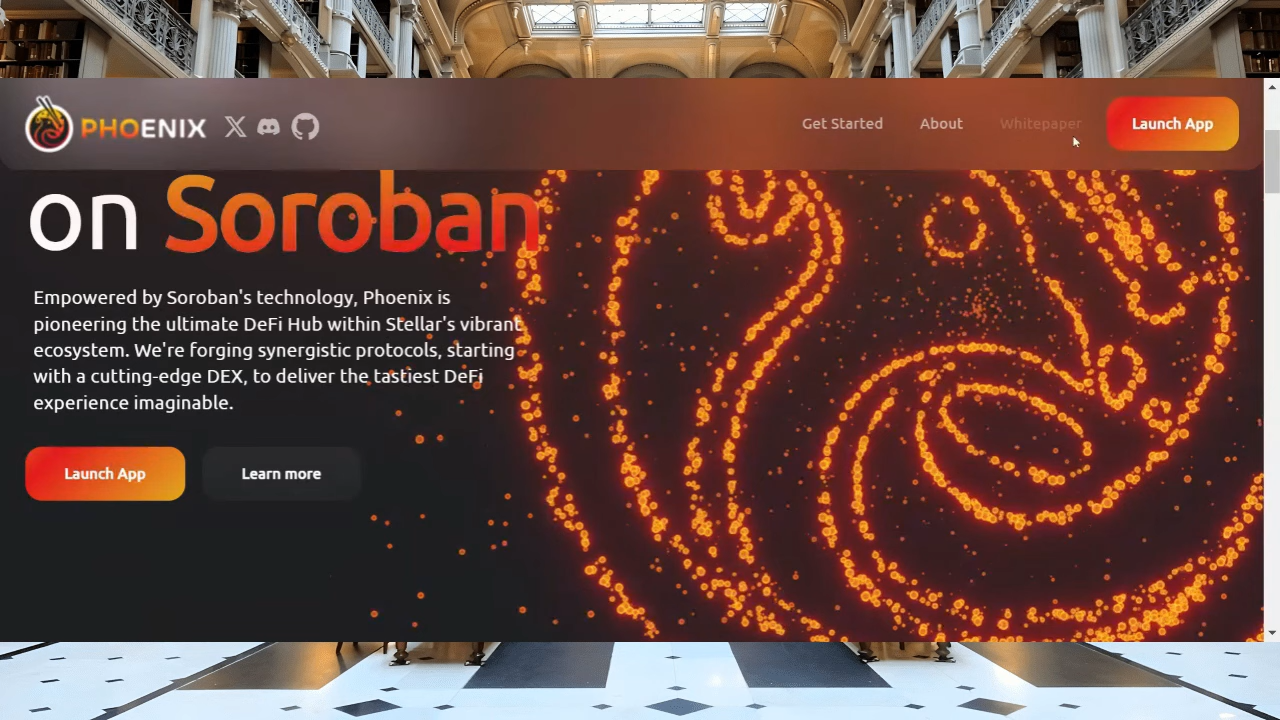 PHOENIX
Get Started
About
Whitepaper
Launch App
on Soroban
Empowered by Soroban's technology, Phoenix is
pioneering the ultimate DeFi Hub within Stellar's vibrant
ecosystem. We're forging synergistic protocols, starting
with a cutting-edge DEX, to deliver the tastiest DeFi
experience imaginable.
Launch App
Learn more